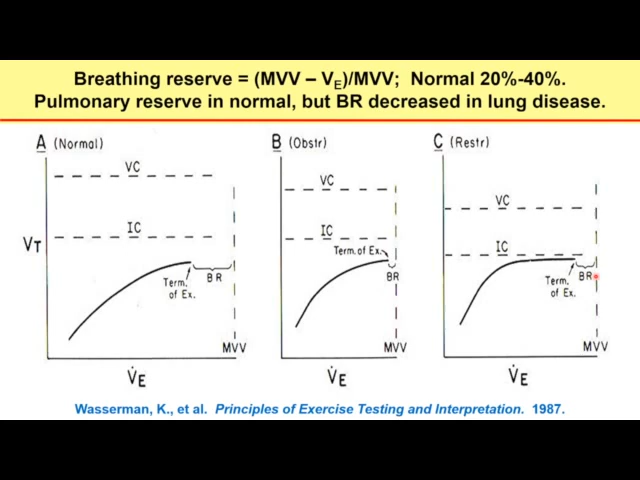 Breathing reserve = (MVV – VE)/MVV;  Normal 20%-40%.
Pulmonary reserve in normal, but BR decreased in lung disease.
A (Normal)
VC
IC
VT
Term.
of Ex.
BR
MVV
V̇E
B (Obstr)
VC
IC
Term. of Ex.
BR
MVV
V̇E
C (Restr)
VC
IC
Term.
of Ex.
BR
MVV
V̇E
Wasserman, K., et al.  Principles of Exercise Testing and Interpretation.  1987.